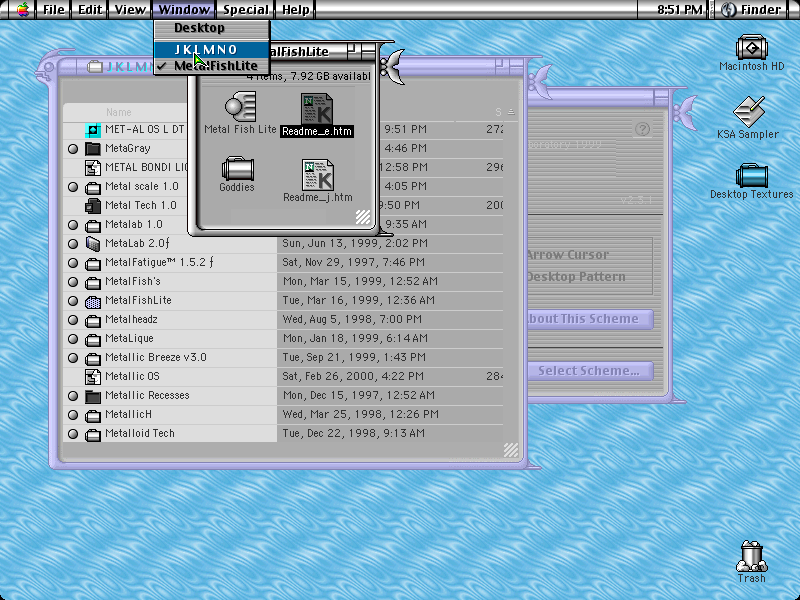 File Edit View Window Special Help
8:51 PM Finder
Desktop
J K L M N O
MetalFishLite
alFishLite
4 items, 7.92 GB availabl
Metal Fish Lite
Readme_e.htm
Goddies
Readme_j.htm
J K L M N
Name
S
MET-AL OS L DT 9:51 PM 272
MetaGray 4:46 PM
METAL BONDI LIO 12:58 PM 296
Metal scale 1.0 4:05 PM
Metal Tech 1.0 9:50 PM 200
Metalab 1.0 9:35 AM
MetaLab 2.0ƒ Sun, Jun 13, 1999, 2:02 PM
MetalFatigue™ 1.5.2 ƒ Sat, Nov 29, 1997, 7:46 PM
MetalFish's Mon, Mar 15, 1999, 12:52 AM
MetalFishLite Tue, Mar 16, 1999, 12:36 AM
Metalheadz Wed, Aug 5, 1998, 7:00 PM
MetaLique Mon, Jan 18, 1999, 6:14 AM
Metallic Breeze v3.0 Tue, Sep 21, 1999, 1:43 PM
Metallic OS Sat, Feb 26, 2000, 4:22 PM 284
Metallic Recesses Mon, Dec 15, 1997, 12:52 AM
MetallicH Wed, Mar 25, 1998, 12:26 PM
Metalloid Tech Tue, Dec 22, 1998, 9:13 AM
oratory 1999
v2.3.1
Arrow Cursor
Desktop Pattern
bout This Scheme
Select Scheme...
Macintosh HD
KSA Sampler
Desktop Textures
Trash